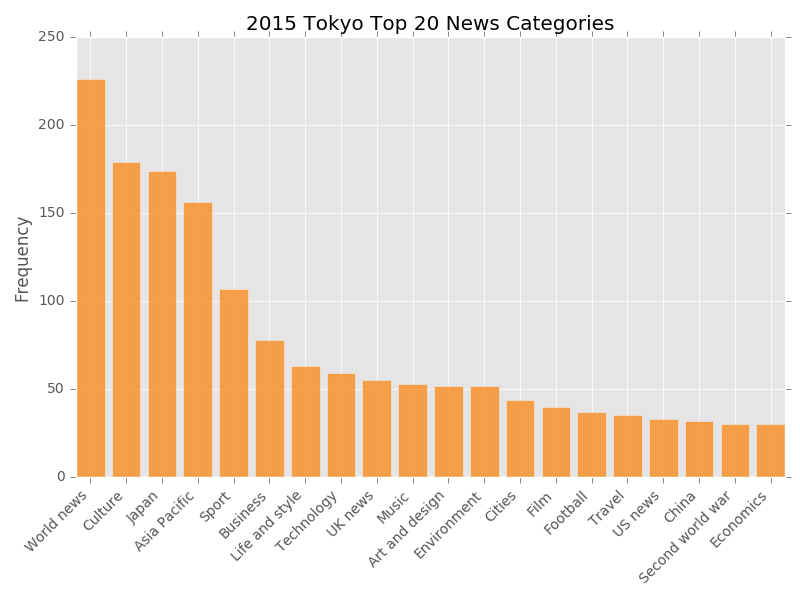 2015 Tokyo Top 20 News Categories
250
200
150
100
50
0
Frequency
World news
Culture
Japan
Asia Pacific
Sport
Business
Life and style
Technology
UK news
Music
Art and design
Environment
Cities
Film
Football
Travel
US news
China
Second world war
Economics